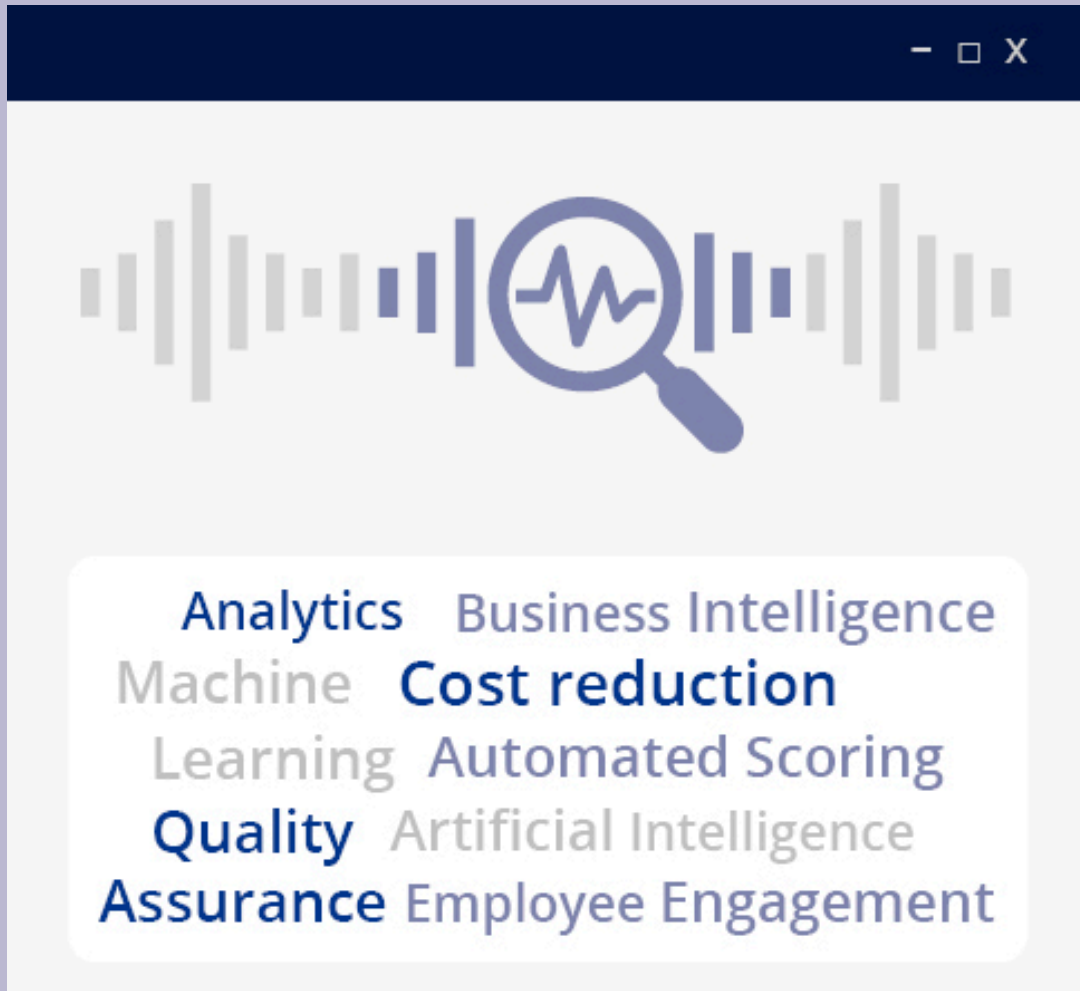 Analytics Business Intelligence
Machine Cost reduction
Learning Automated Scoring
Quality Artificial Intelligence
Assurance Employee Engagement